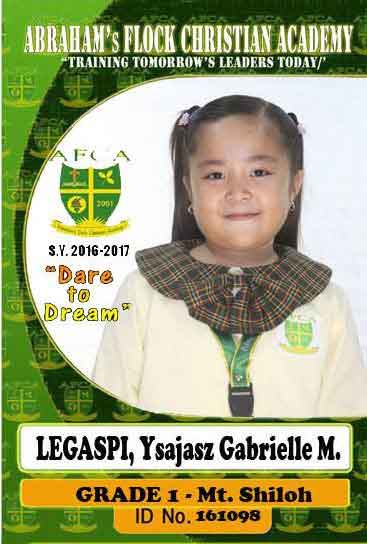 ABRAHAM's FLOCK CHRISTIAN ACADEMY
"TRAINING TOMORROW'S LEADERS TODAY!'
AFCA
2001
S.Y. 2016-2017
"Dare
to
Dream"
LEGASPI, Ysajasz Gabrielle M.
GRADE 1 - Mt. Shiloh
ID No. 161098